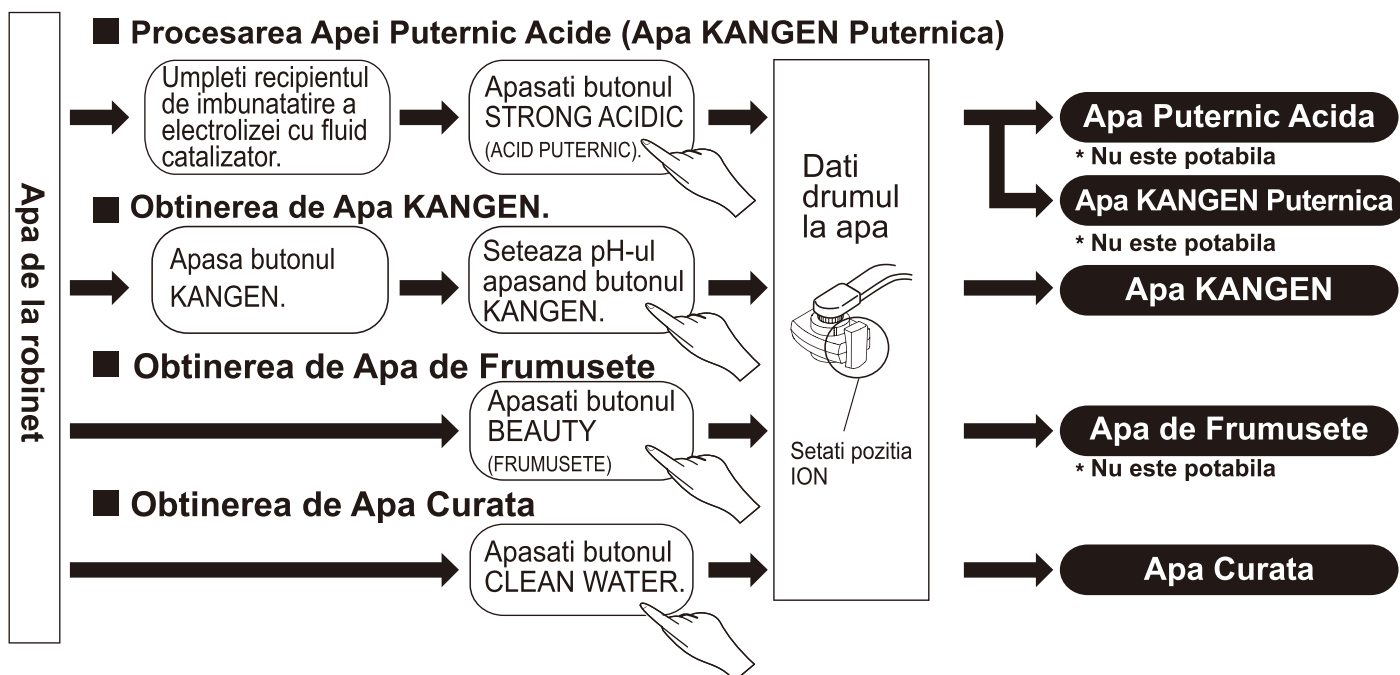 Apa de la robinet
■ Procesarea Apei Puternic Acide (Apa KANGEN Puternica)
Umpleti recipientul
de imbunatatire a
electrolizei cu fluid
catalizator.
Apasati butonul
STRONG ACIDIC
(ACID PUTERNIC).
■ Obtinerea de Apa KANGEN.
Apasa butonul
KANGEN.
Seteaza pH-ul
apasand butonul
KANGEN.
■ Obtinerea de Apa de Frumusete
Apasati butonul
BEAUTY
(FRUMUSETE)
■ Obtinerea de Apa Curata
Apasati butonul
CLEAN WATER.
Dati
drumul
la apa
Setati pozitia
ION
Apa Puternic Acida
* Nu este potabila
Apa KANGEN Puternica
* Nu este potabila
Apa KANGEN
Apa de Frumusete
* Nu este potabila
Apa Curata